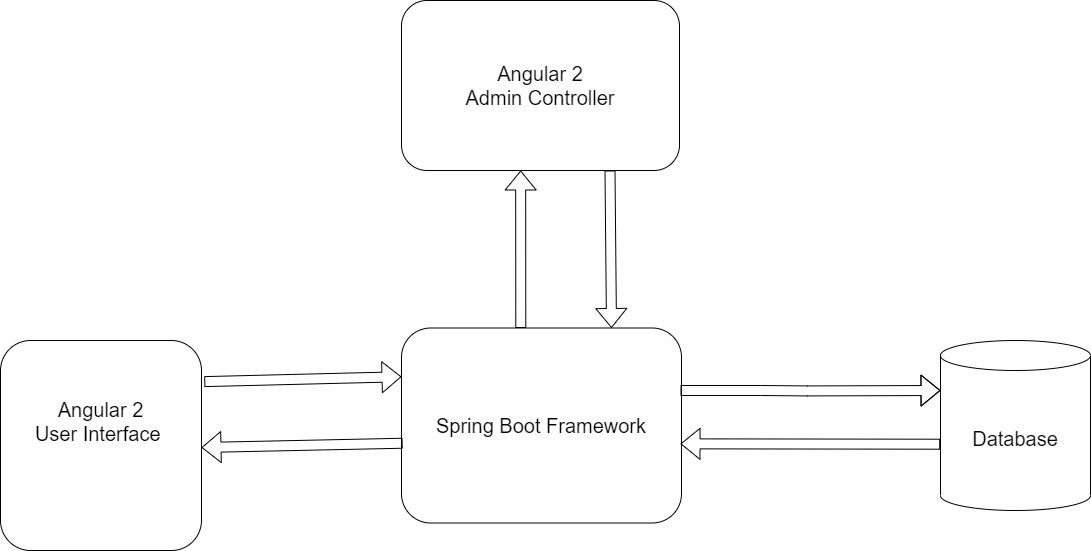 Angular 2
Admin Controller
Angular 2
User Interface
Spring Boot Framework
Database